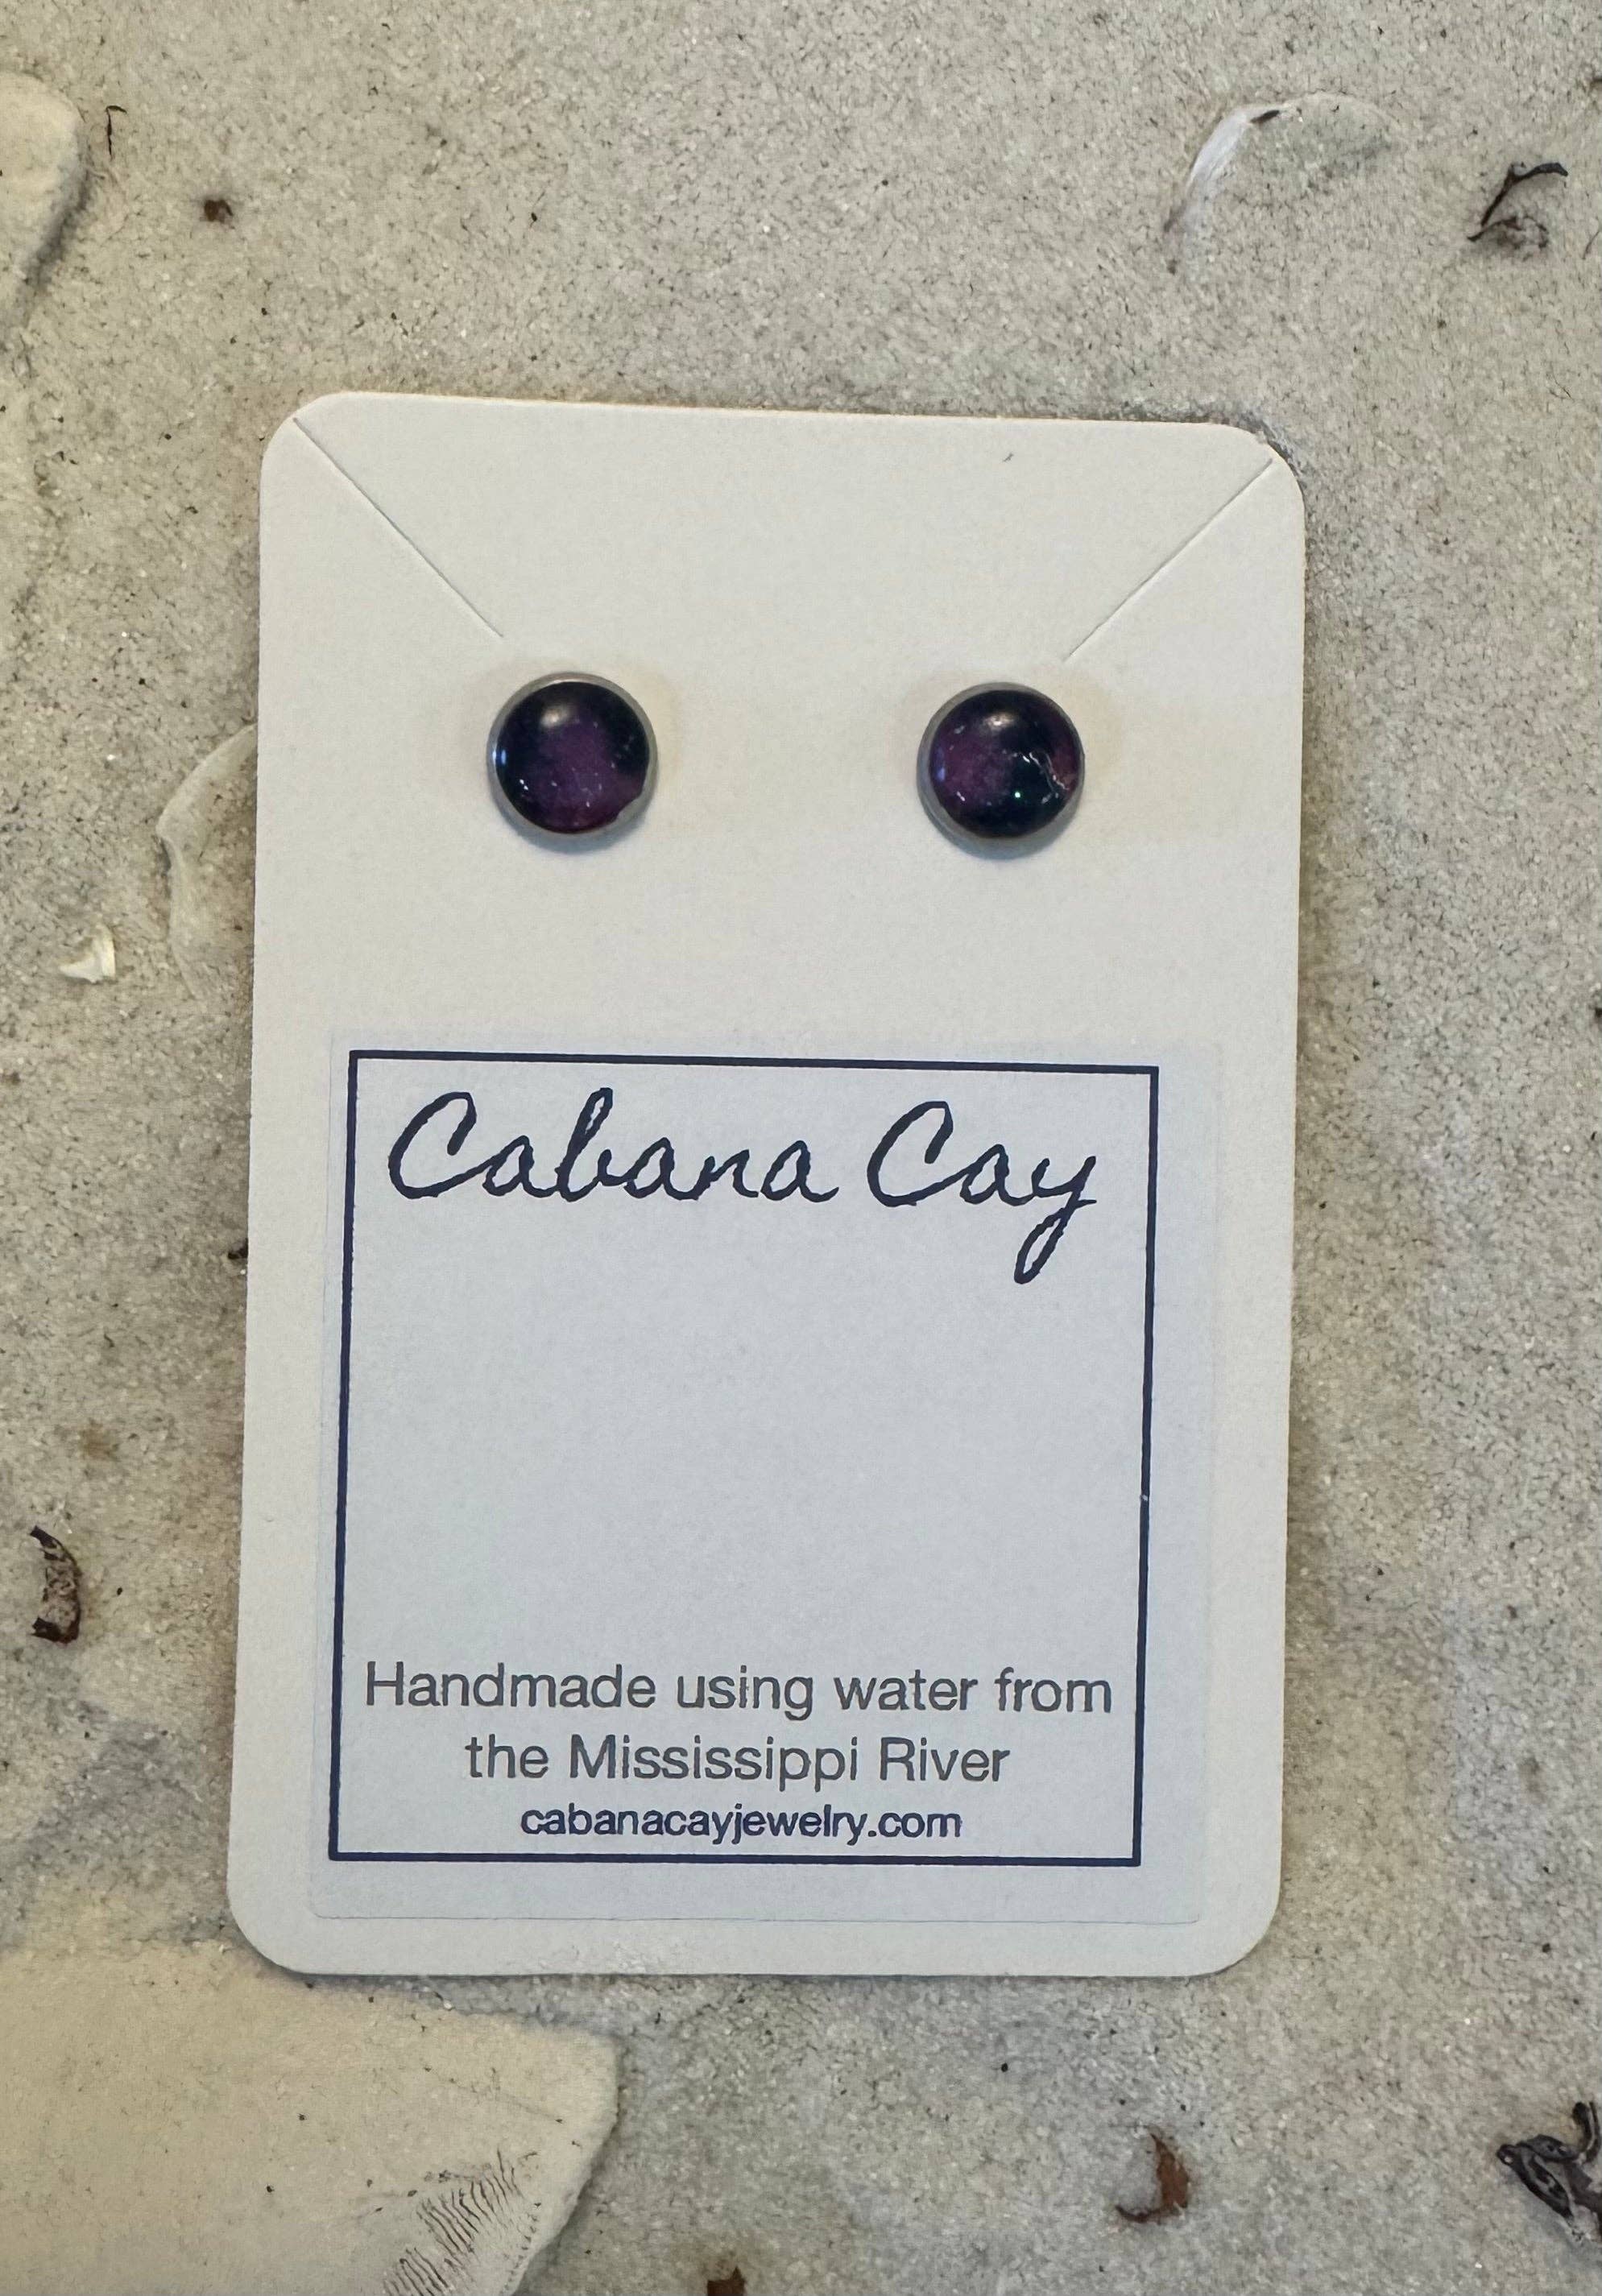 Cabana Cay
Handmade using water from
the Mississippi River
cabanacayjewelry.com